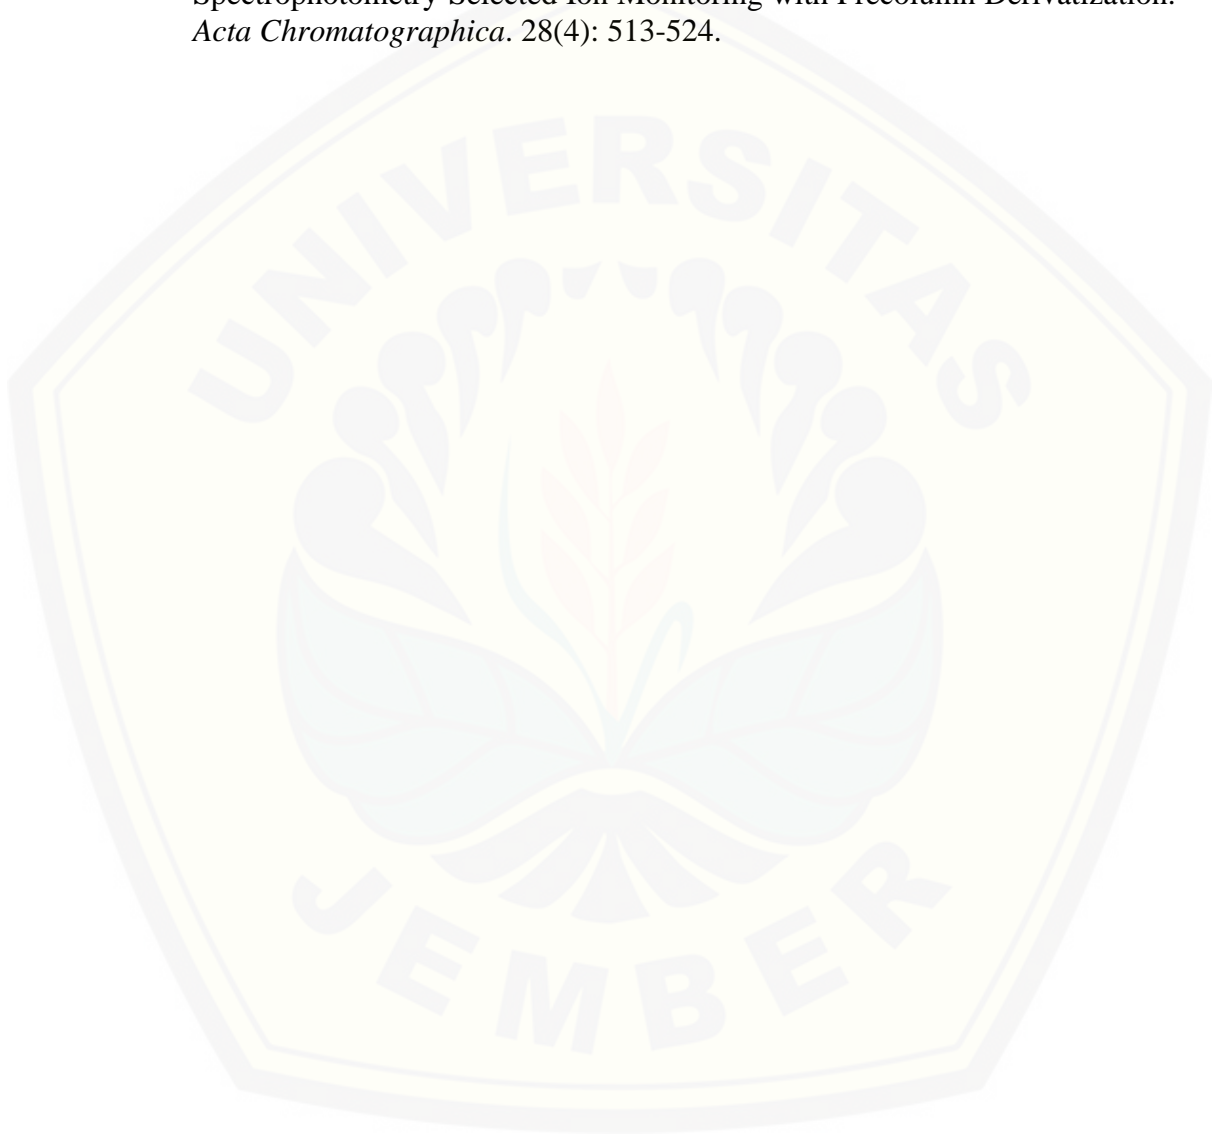 Spectrophotometry-Selected Ion Monitoring with Precolumn Derivatization.
Acta Chromatographica. 28(4): 513-524.
UNIVERSITAS
JEMBER